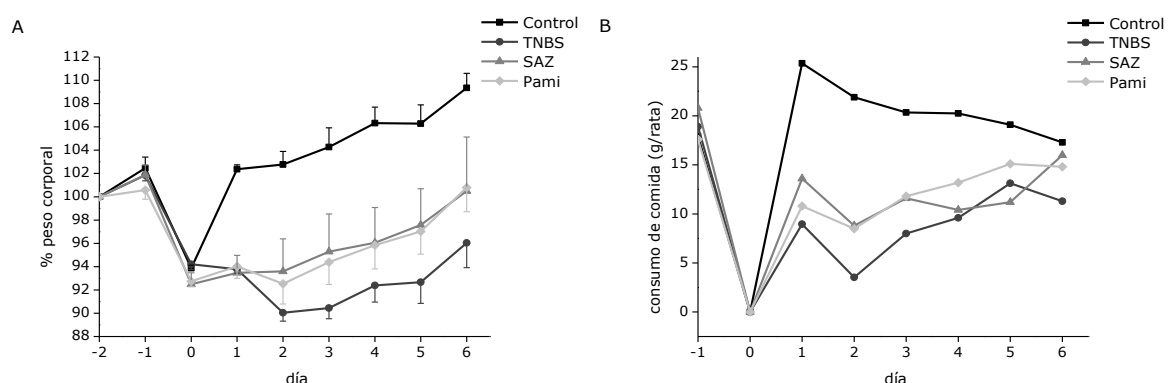 A
Control
TNBS
SAZ
Pami
112
110
108
106
104
102
100
98
96
94
92
90
88
% peso corporal
-2 -1 0 1 2 3 4 5 6
día
B
Control
TNBS
SAZ
Pami
25
20
15
10
5
0
consumo de comida (g/rata)
-1 0 1 2 3 4 5 6
día